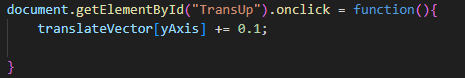 document.getElementById("TransUp").onclick = function(){
    translateVector[yAxis] += 0.1;
}